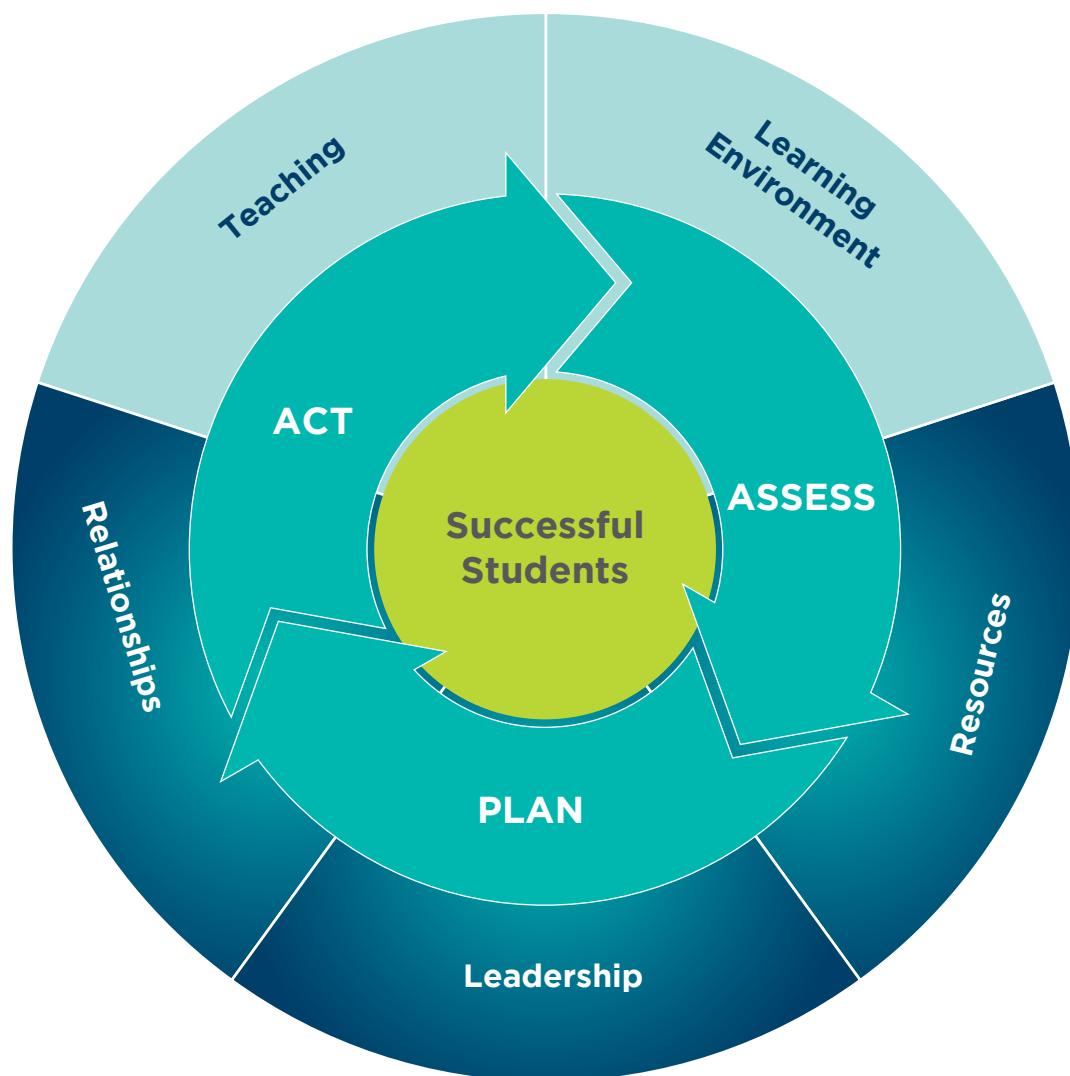 Teaching
Learning
Environment
ACT
ASSESS
Successful
Students
Relationships
Resources
PLAN
Leadership